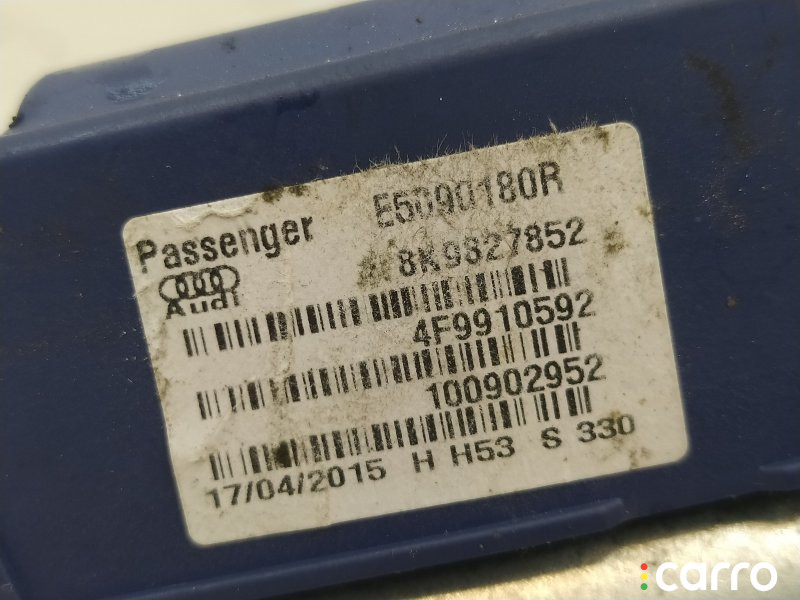 Passenger E5090180R
8K9827852
Audi
4F9910592
100902952
17/04/2015 H H53 S 330
carro